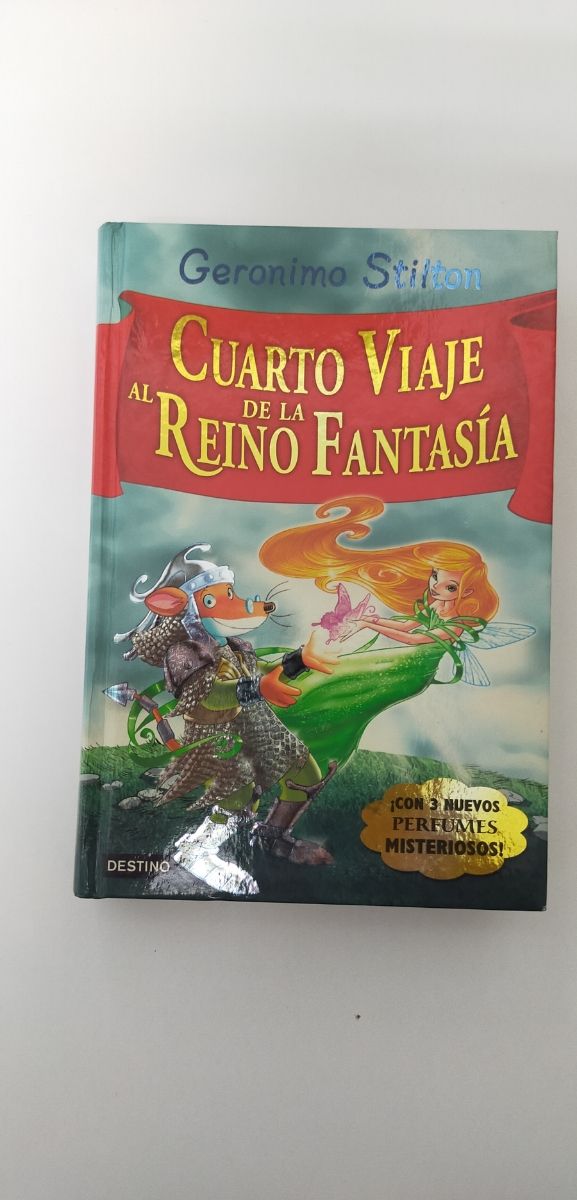 Geronimo Stilton
CUARTO VIAJE
AL REINO DE LA FANTASÍA
¡CON 3 NUEVOS
PERFUMES
MISTERIOSOS!
DESTINO